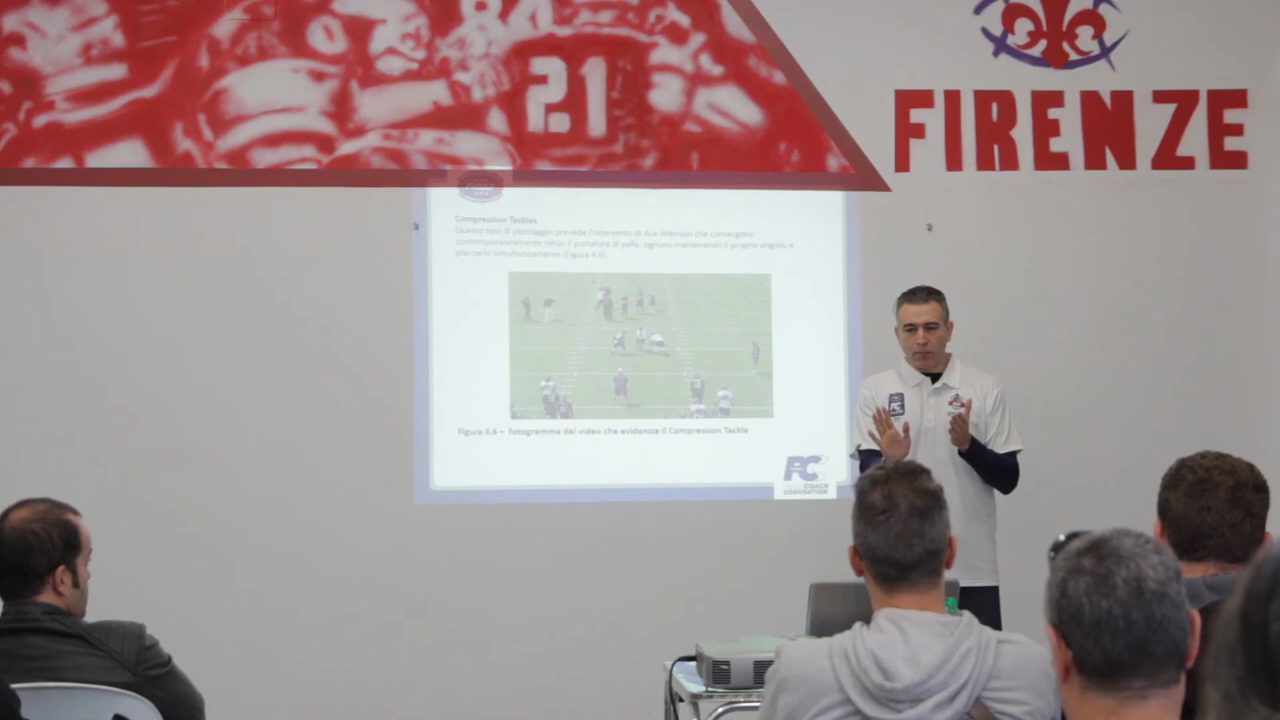 84
21
FIRENZE
Compression Tackles
Questo tipo di placcaggio prevede l'intervento di due difensori che convergono
contemporaneamente verso il portatore di palla, ognuno mantenendo il proprio angolo, e
placcarlo simultaneamente (Figura 4.6).
Figura 4.6 – fotogramma del video che evidenzia il Compression Tackle
COACH
CONVENTION